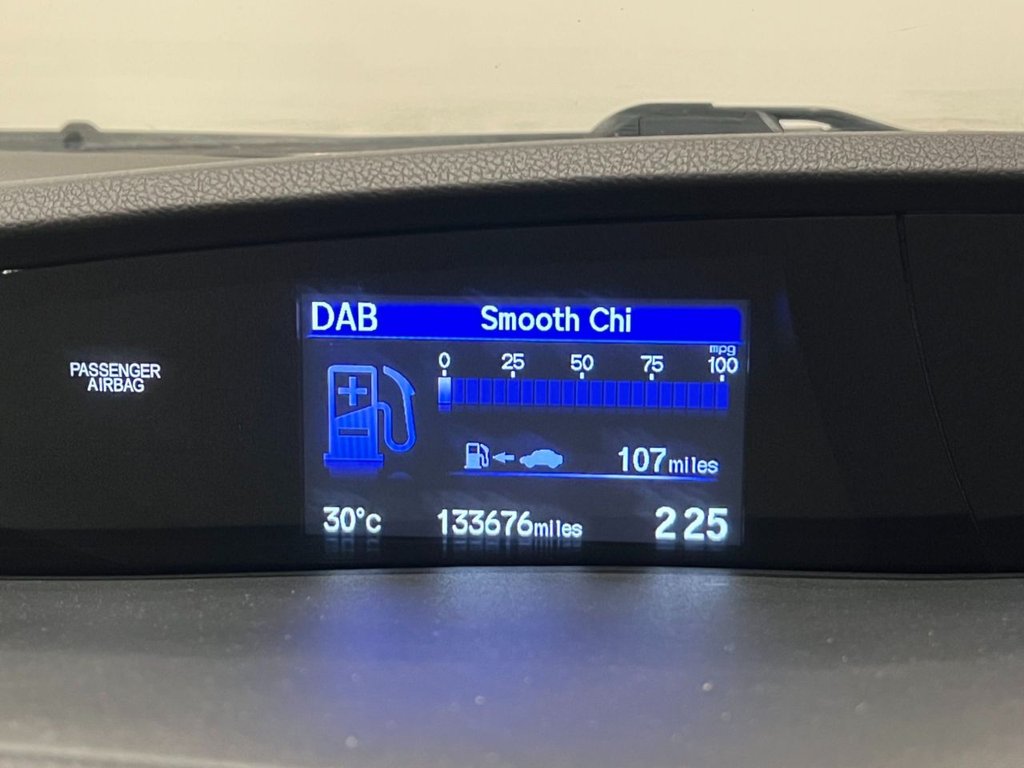 DAB Smooth Chi
mpg
0 25 50 75 100
PASSENGER
AIRBAG
107 miles
30°c 133676 miles 2 25